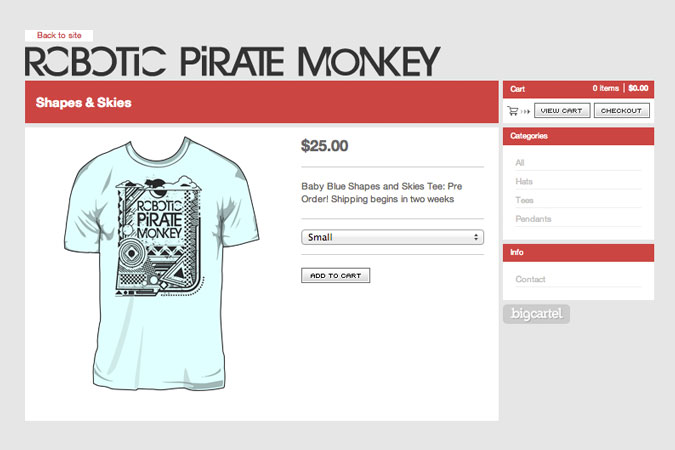 Back to site
ROBOTIC PiRATE MONKEY
Shapes & Skies
ROBOTIC
PiRATE
MONKEY
$25.00
Baby Blue Shapes and Skies Tee: Pre
Order! Shipping begins in two weeks
Small
ADD TO CART
Cart
0 Items | $0.00
VIEW CART
CHECKOUT
Categories
All
Hats
Tees
Pendants
Info
Contact
bigcartel